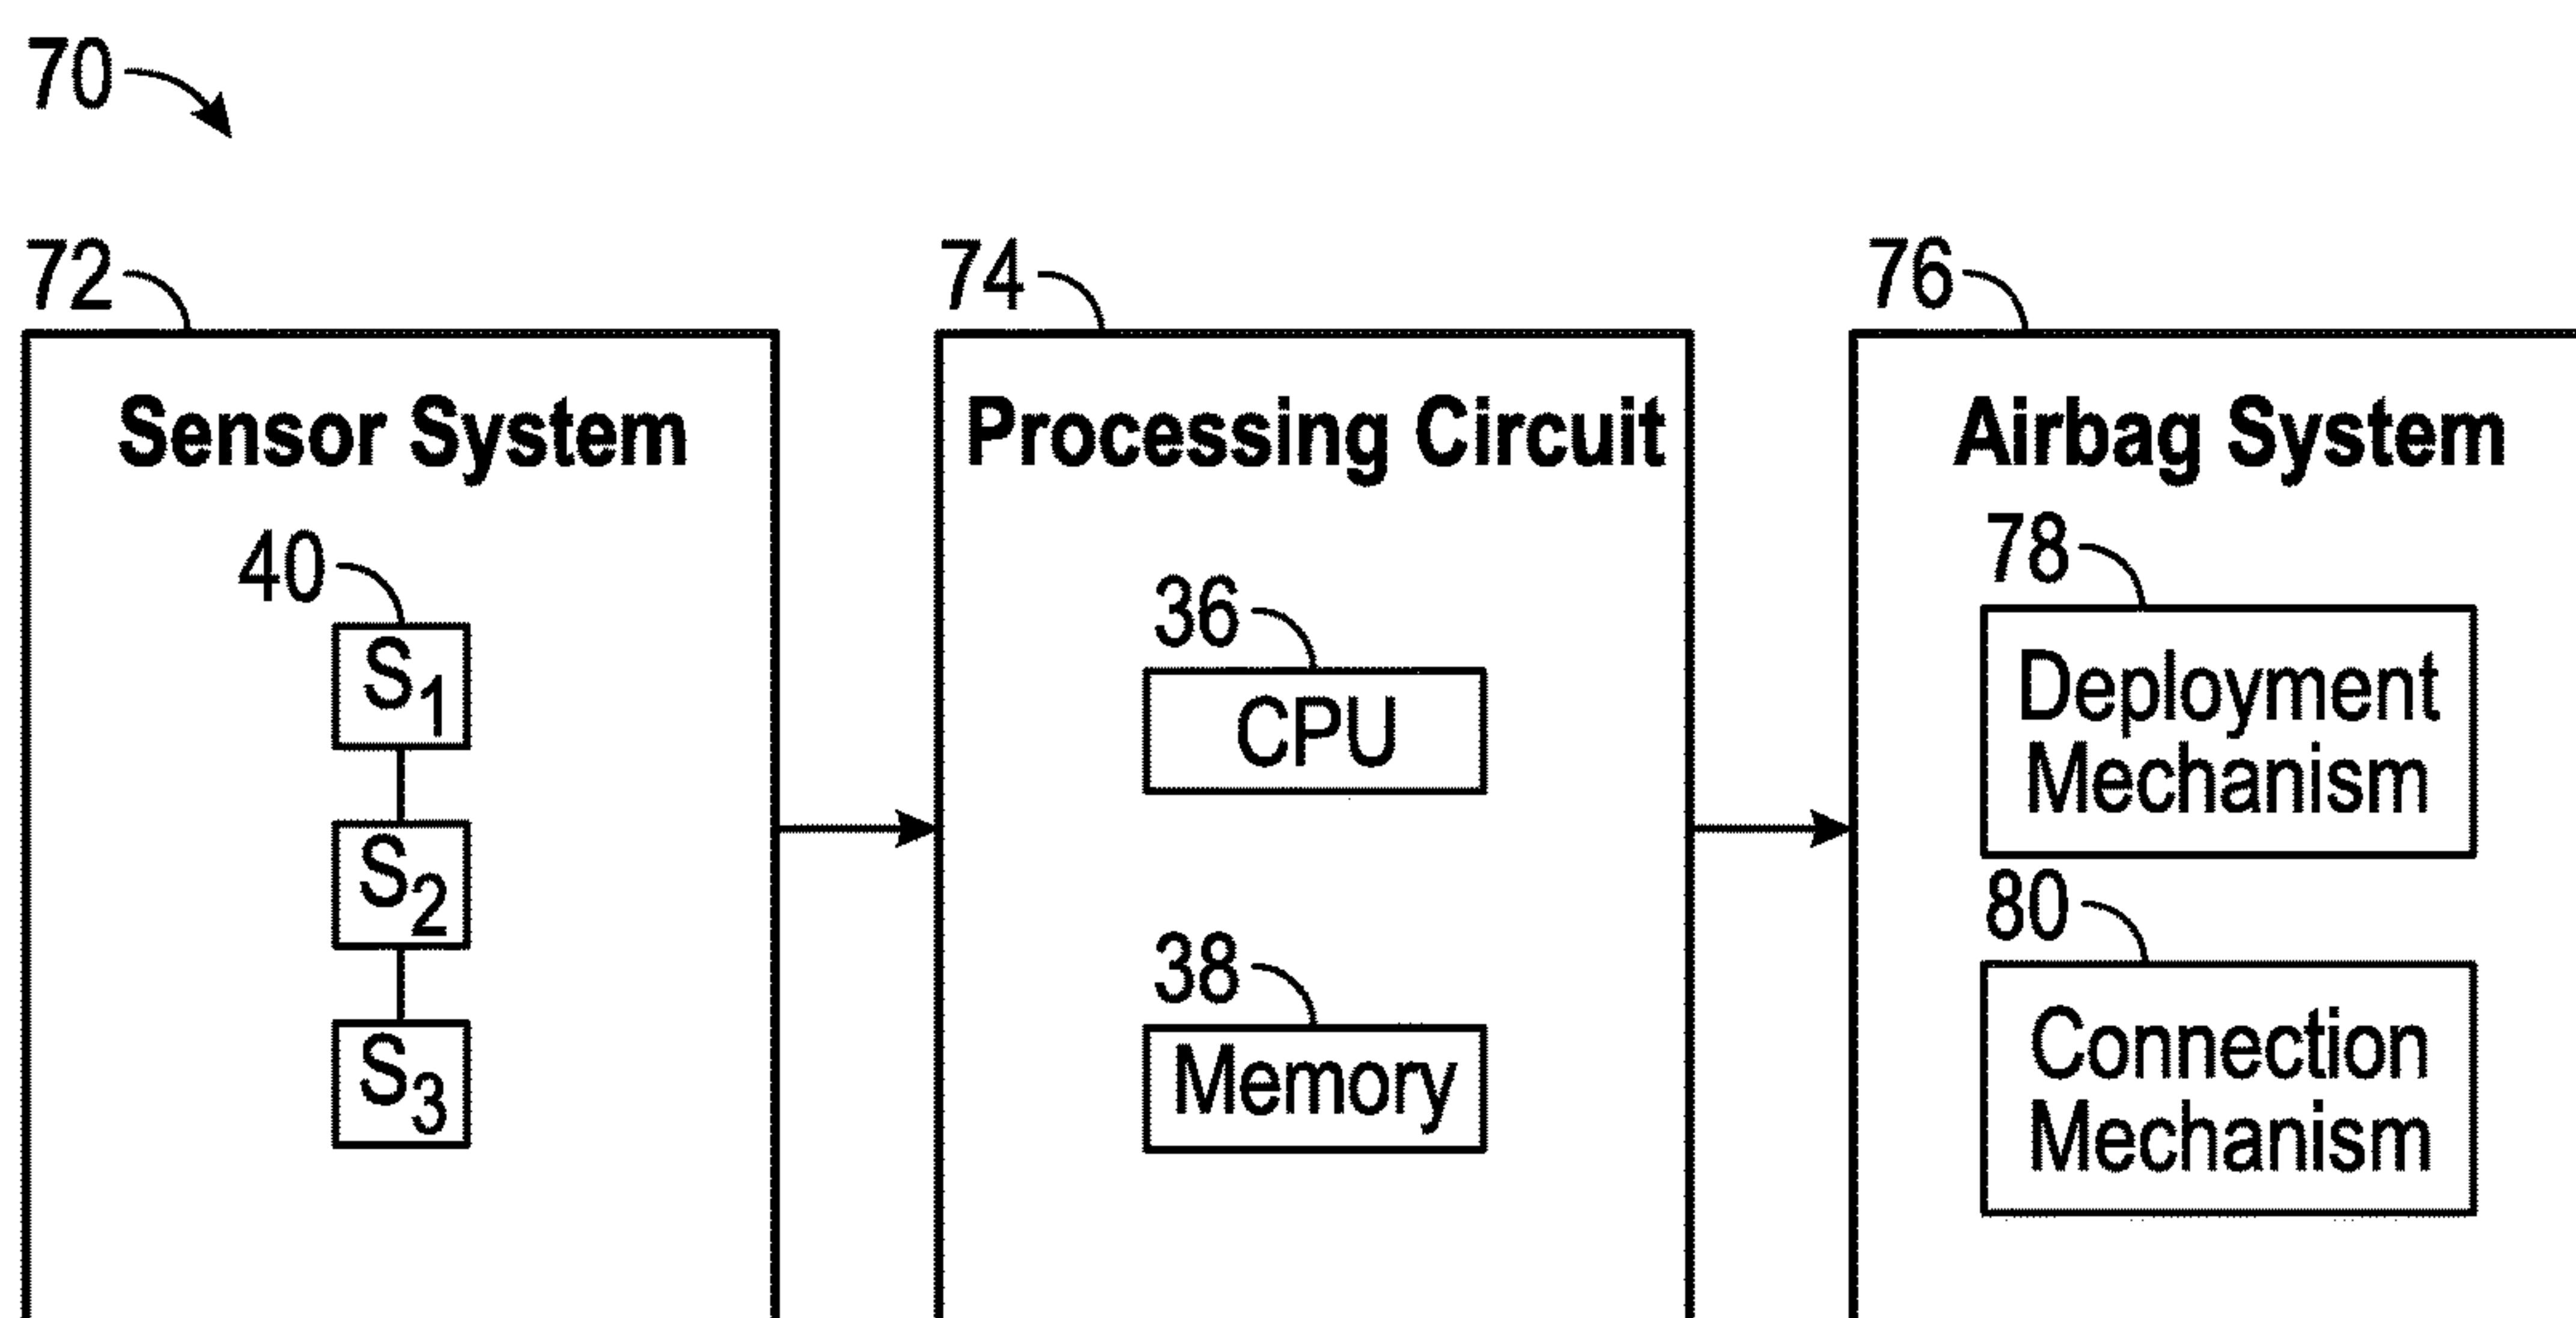 70
72
74
76
Sensor System
Processing Circuit
Airbag System
40
S1
S2
S3
36
CPU
38
Memory
78
Deployment
Mechanism
80
Connection
Mechanism